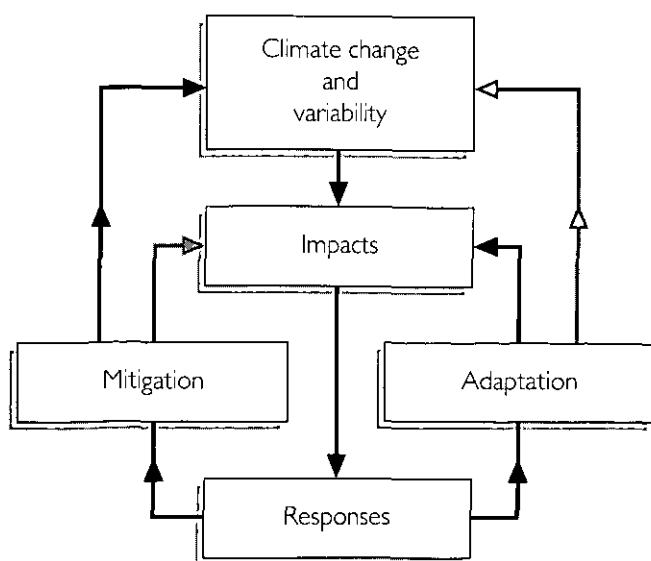 Climate change
and
variability
Impacts
Mitigation
Adaptation
Responses